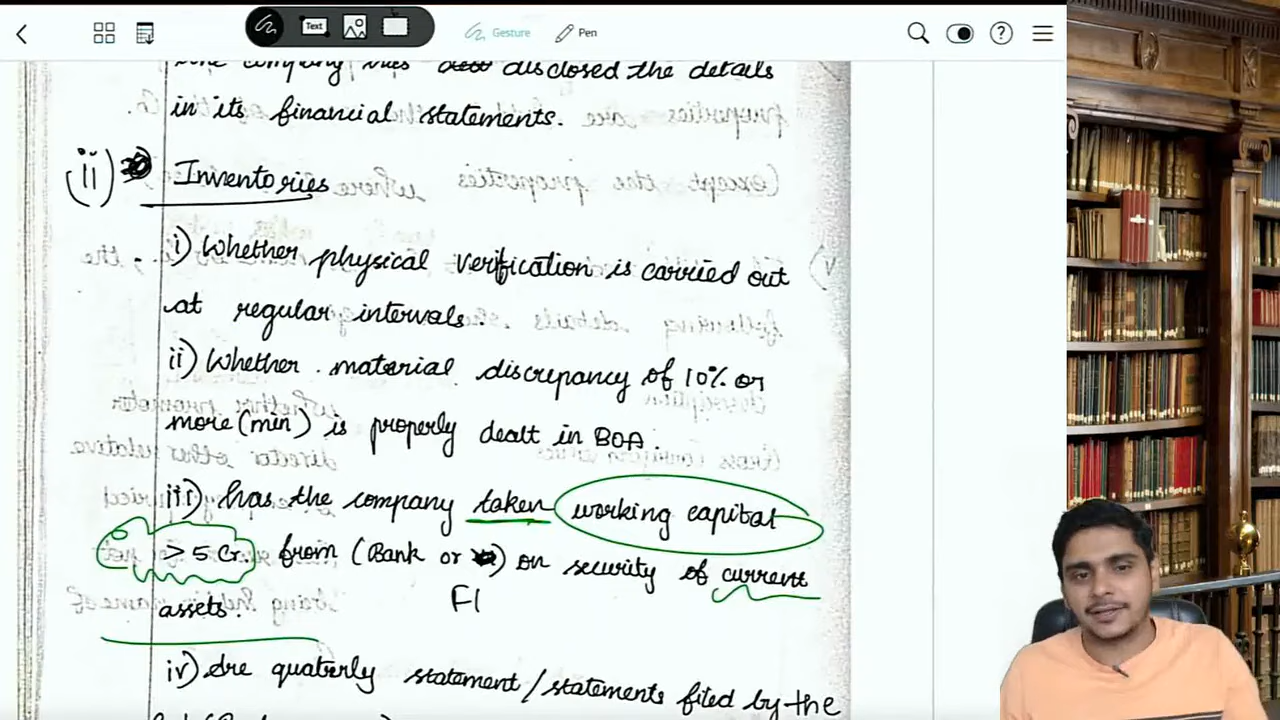 Text
Gesture
Pen
the company has disclosed the details
in its financial statements.
(ii) Inventories
i) Whether physical verification is carried out
at regular intervals.
ii) Whether material discrepancy of 10% or
more (min) is properly dealt in BOA.
iii) has the company taken working capital
> 5 Cr. from (Bank or ) on security of current
FI
assets.
iv) Are quaterly statement/statements filed by the